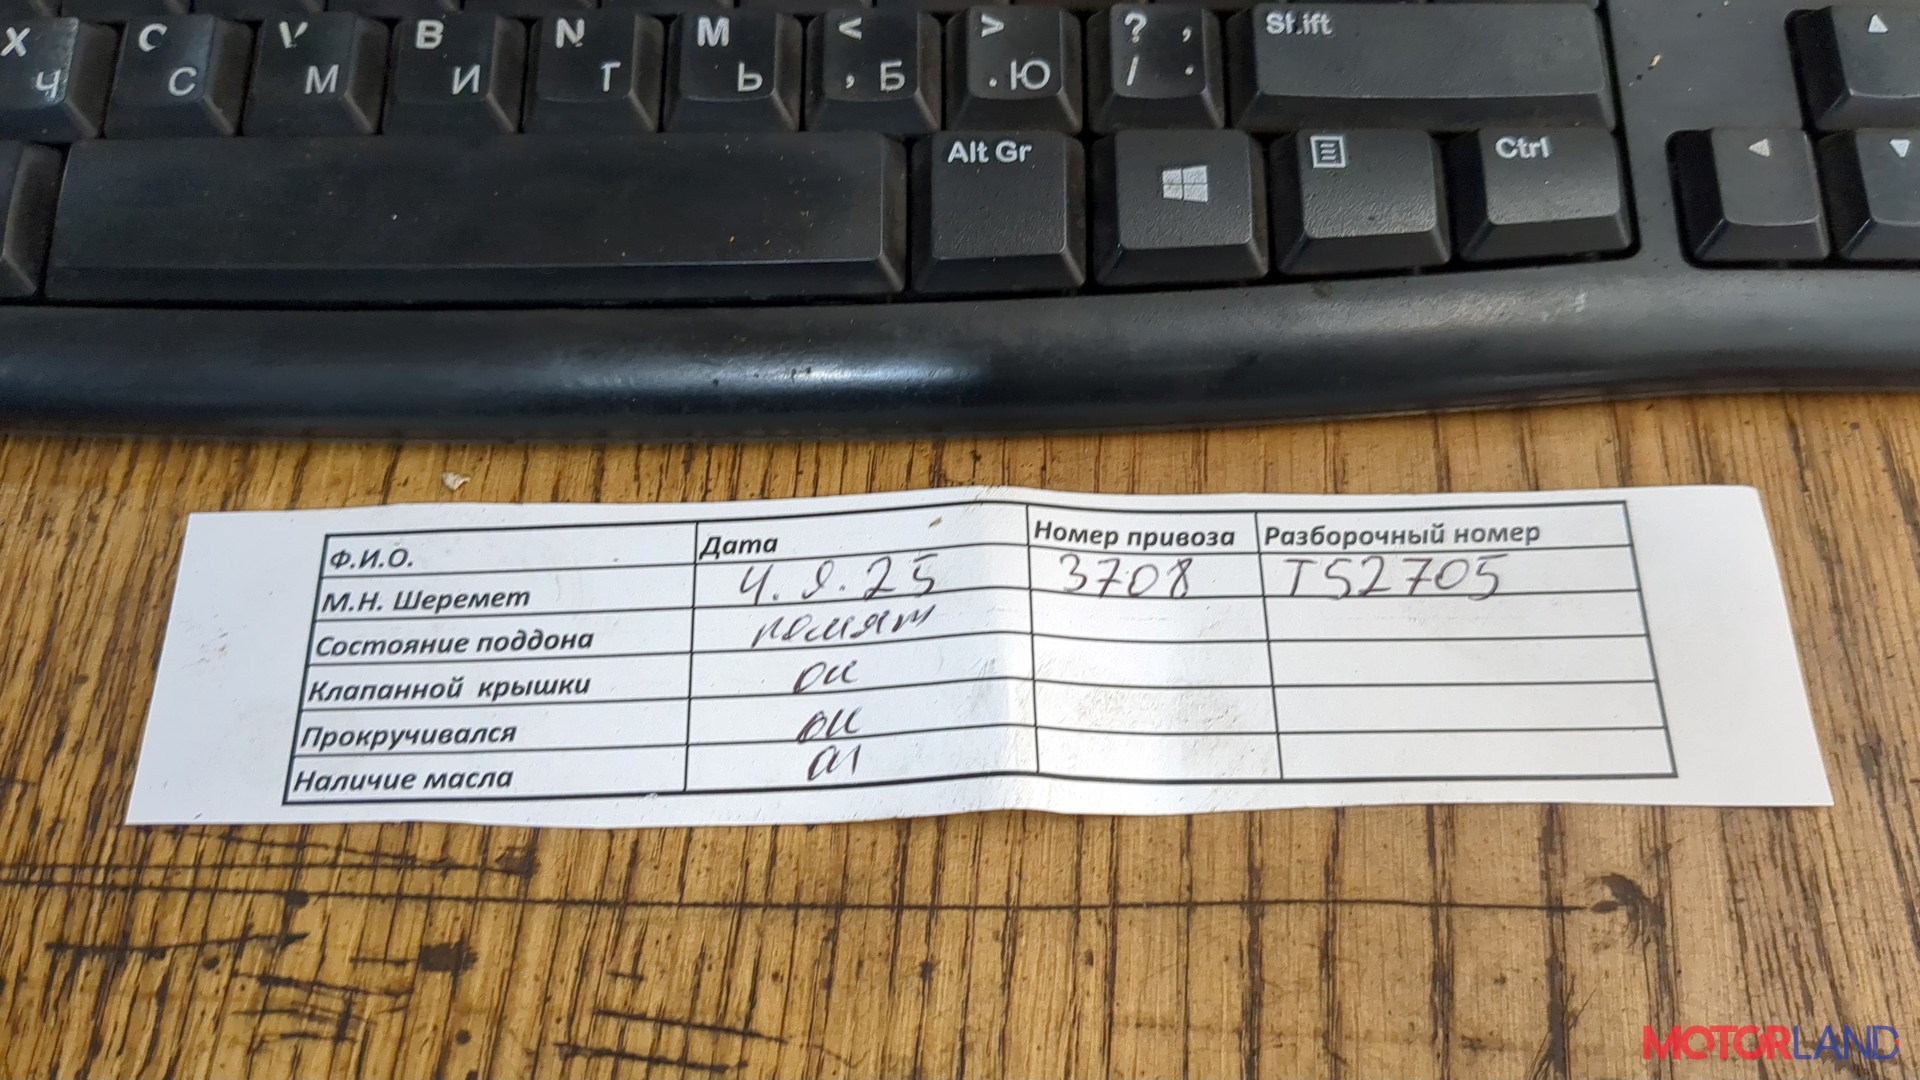 X C V B N M < > ? , Shift
Ч С М И Т Ь , Б . Ю / .
Alt Gr Ctrl
Ф.И.О. Дата Номер привоза Разборочный номер
М.Н. Шеремет 4.9.25 3708 TS2705
Состояние поддона помят
Клапанной крышки ок
Прокручивался ок
Наличие масла
MOTORLAND